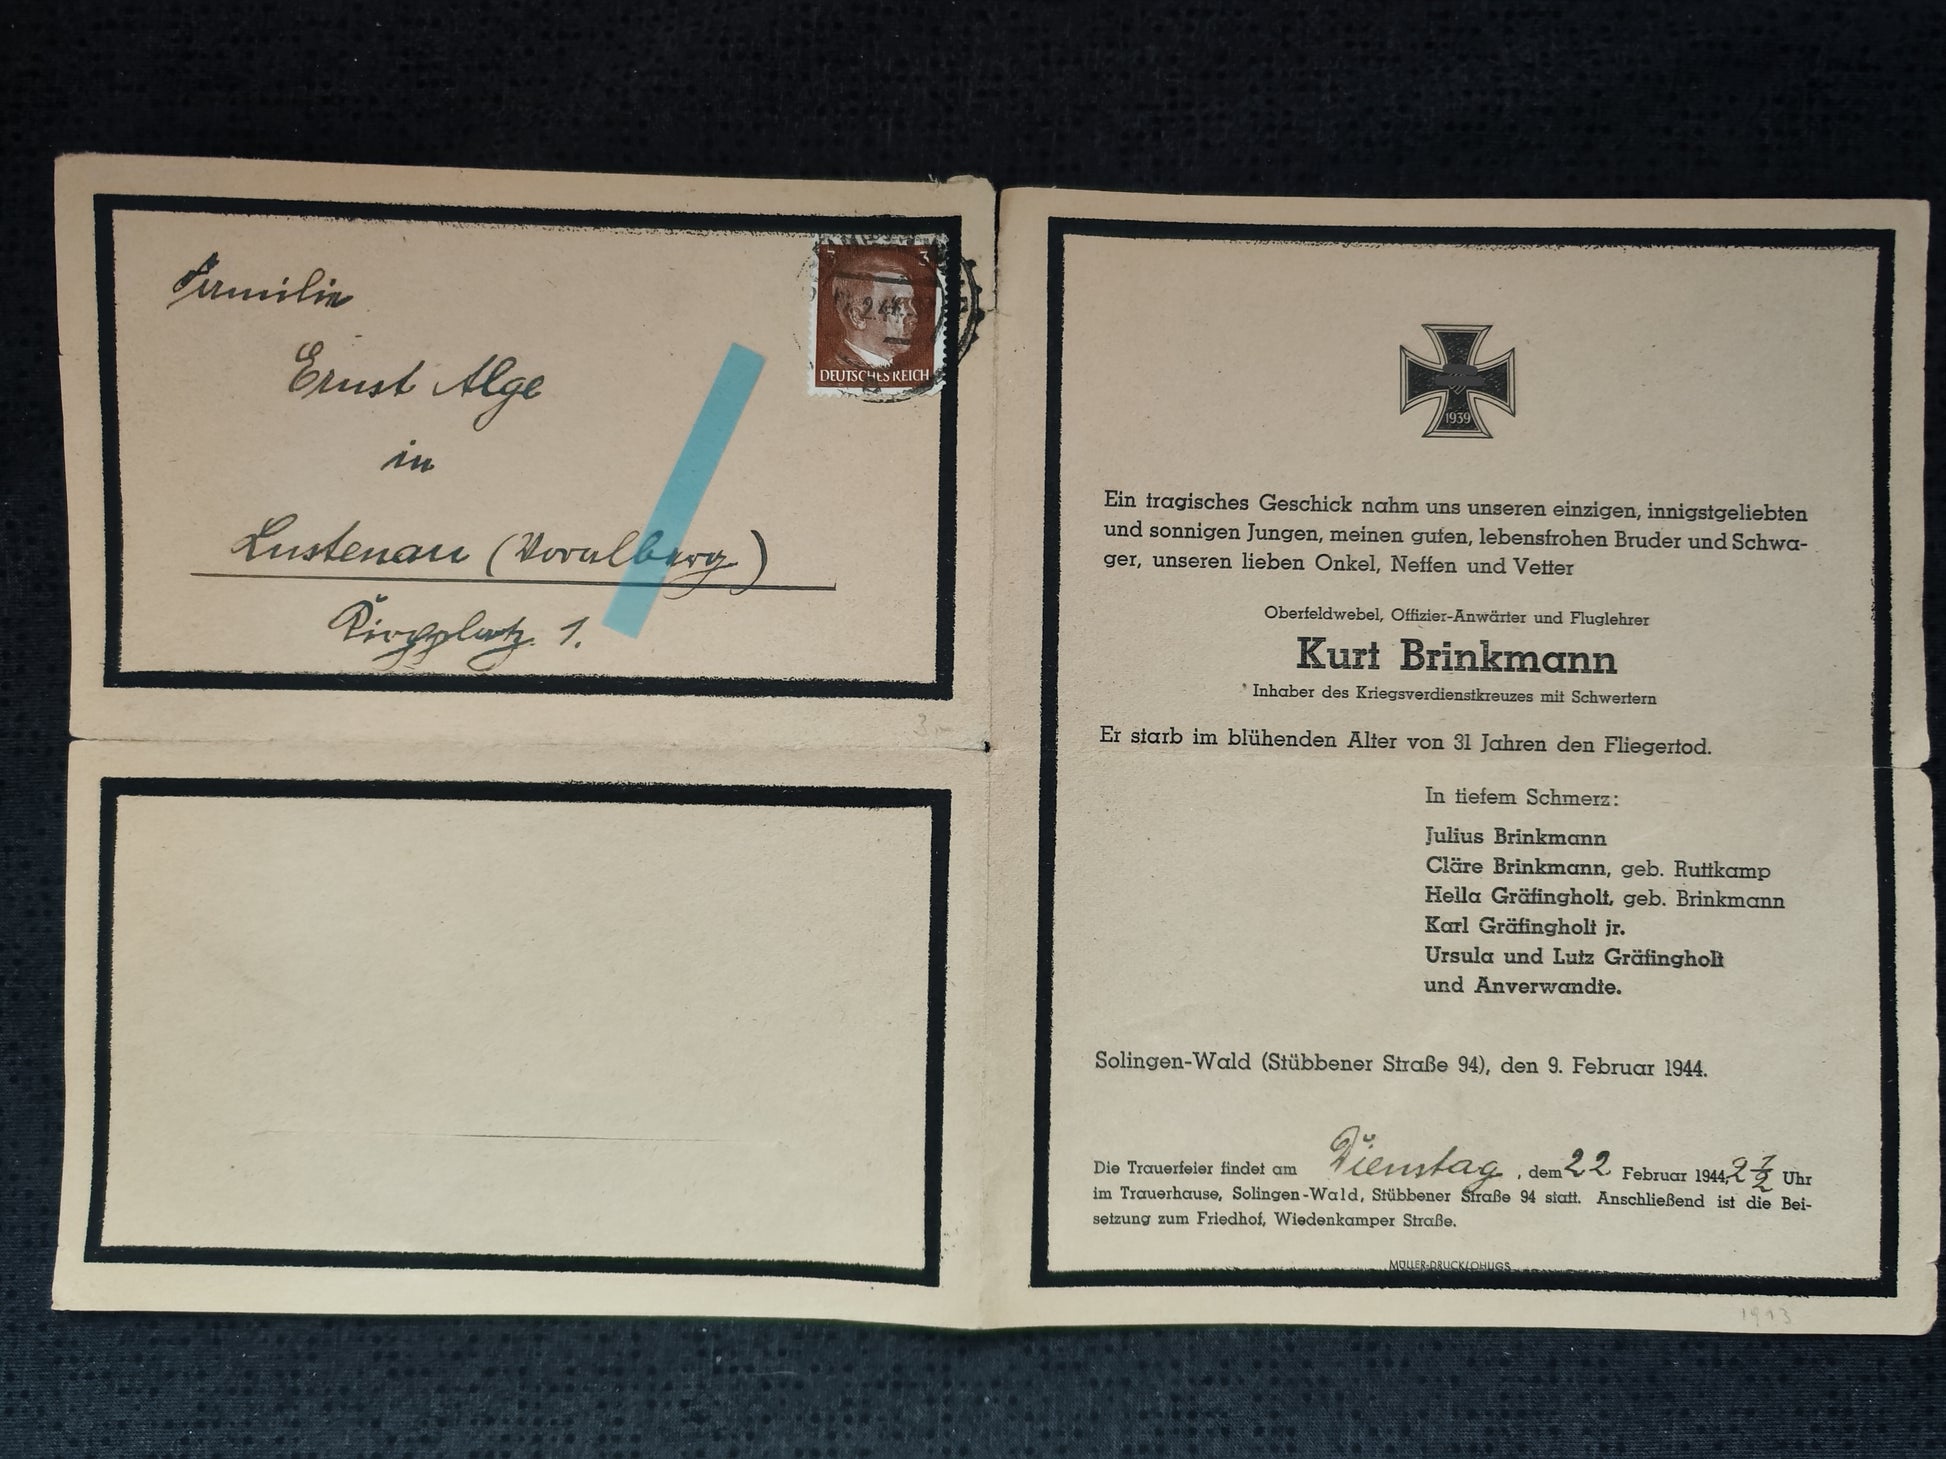 Familie
Ernst Alge
in
Lustenau (Voralberg)
Kirchplatz 1.
3 3
DEUTSCHES REICH
1939
Ein tragisches Geschick nahm uns unseren einzigen, innigstgeliebten
und sonnigen Jungen, meinen guten, lebensfrohen Bruder und Schwa-
ger, unseren lieben Onkel, Neffen und Vetter
Oberfeldwebel, Offizier-Anwärter und Fluglehrer
Kurt Brinkmann
Inhaber des Kriegsverdienstkreuzes mit Schwertern
Er starb im blühenden Alter von 31 Jahren den Fliegertod.
In tiefem Schmerz:
Julius Brinkmann
Cläre Brinkmann, geb. Ruttkamp
Hella Gräfingholt, geb. Brinkmann
Karl Gräfingholt jr.
Ursula und Lutz Gräfingholt
und Anverwandte.
Solingen-Wald (Stübbener Straße 94), den 9. Februar 1944.
Die Trauerfeier findet am Dienstag, dem 22 Februar 1944, 2 1/2 Uhr
im Trauerhause, Solingen-Wald, Stübbener Straße 94 statt. Anschließend ist die Bei-
setzung zum Friedhof, Wiedenkamper Straße.
MÜLLER-DRUCK/OHLIGS
1913